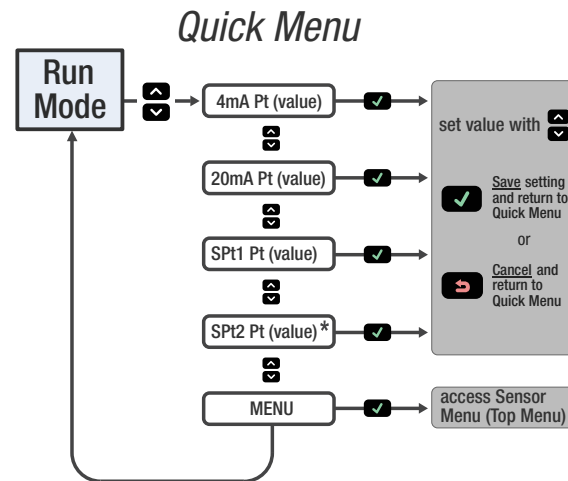 Quick Menu
Run
Mode
4mA Pt (value)
set value with
20mA Pt (value)
Save setting
and return to
Quick Menu
or
SPt1 Pt (value)
Cancel and
return to
Quick Menu
SPt2 Pt (value)*
MENU
access Sensor
Menu (Top Menu)